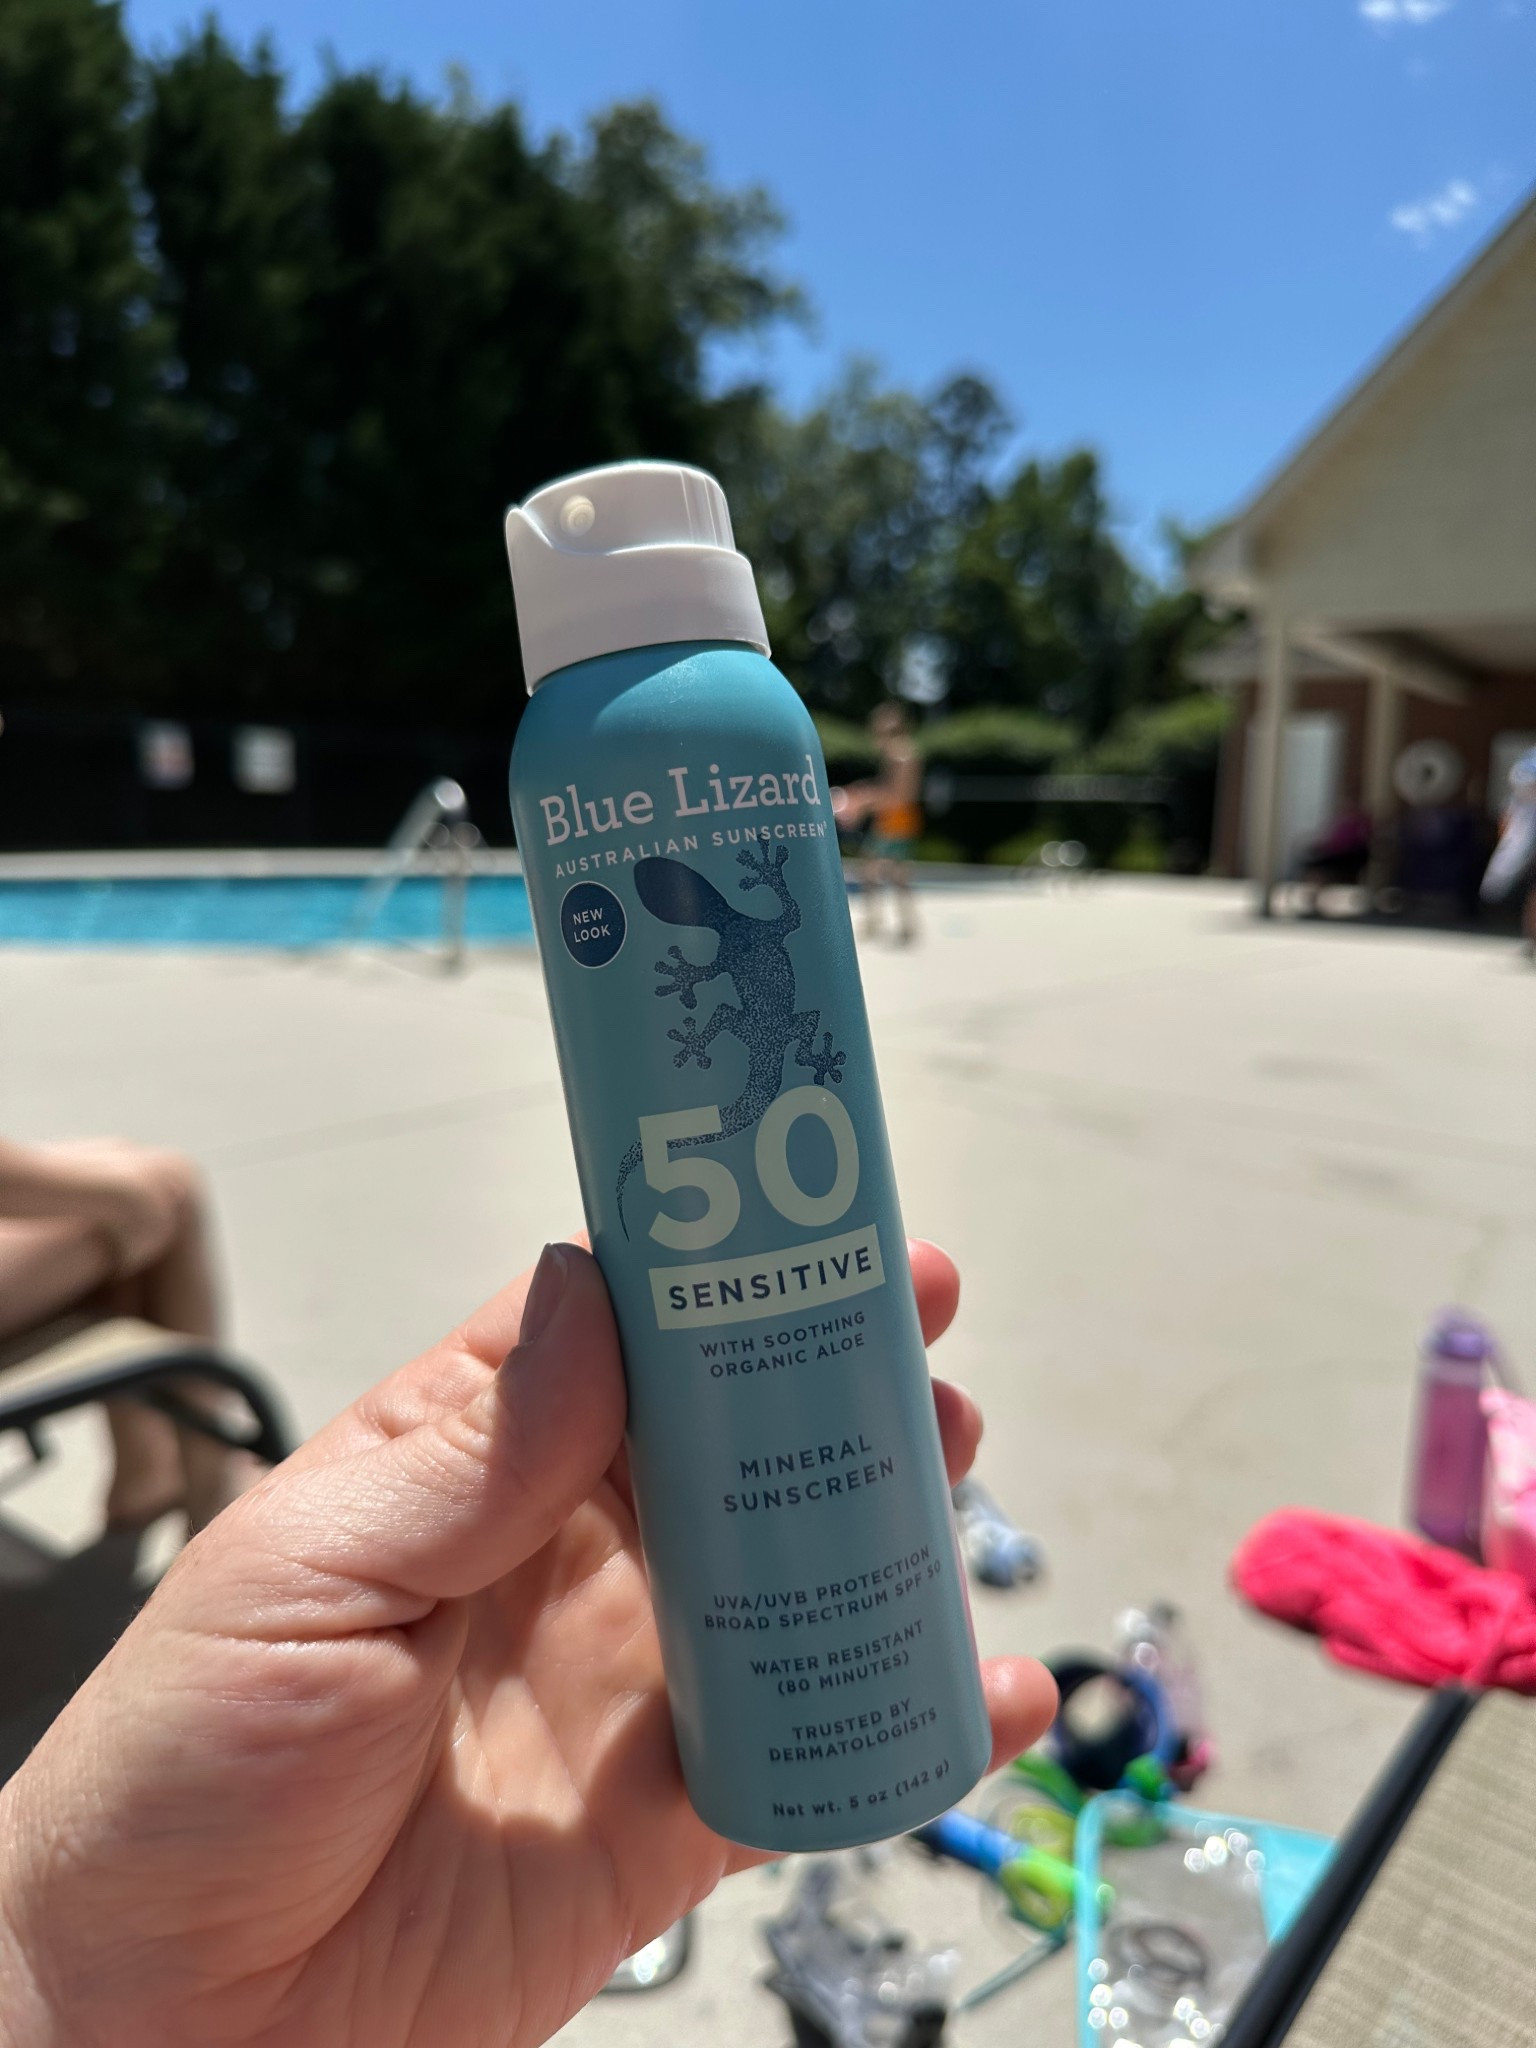 Blue Lizard
AUSTRALIAN SUNSCREEN®
NEW
LOOK
50
SENSITIVE
WITH SOOTHING
ORGANIC ALOE
MINERAL
SUNSCREEN
UVA/UVB PROTECTION
BROAD SPECTRUM SPF 50
WATER RESISTANT
(80 MINUTES)
TRUSTED BY
DERMATOLOGISTS
Net wt. 5 oz (142 g)